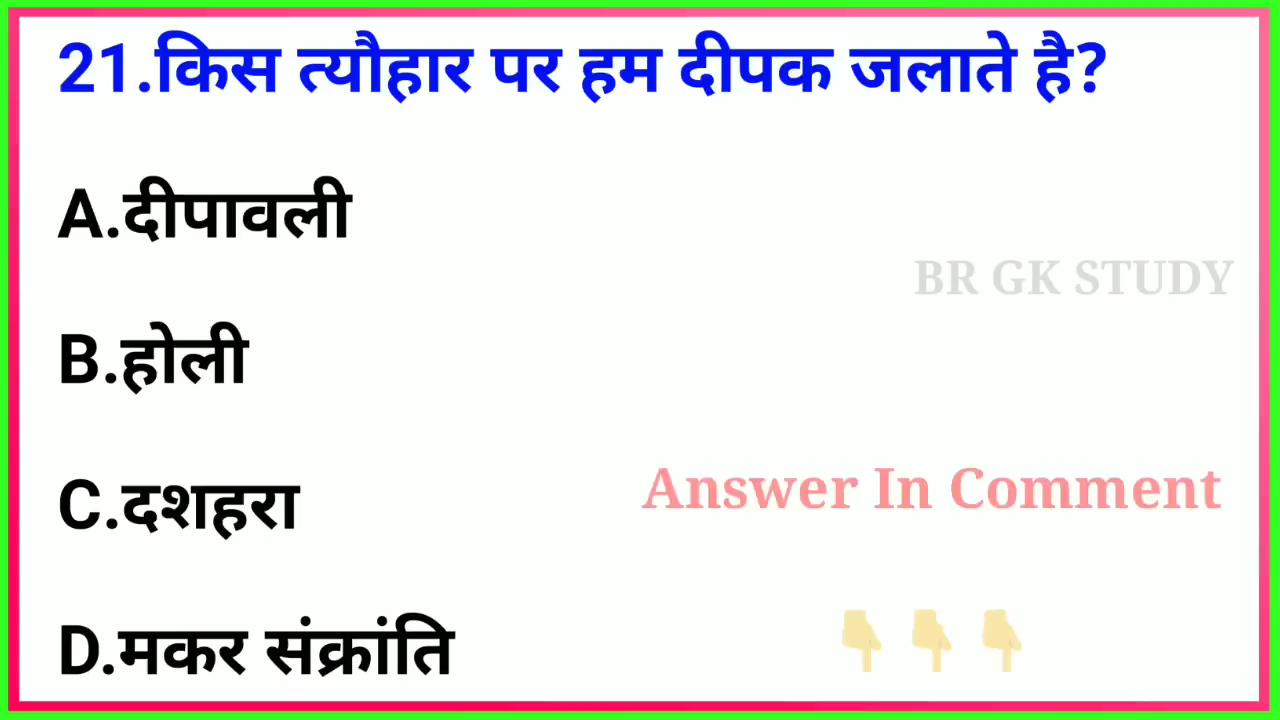 21.किस त्यौहार पर हम दीपक जलाते है?
A.दीपावली
BR GK STUDY
B.होली
C.दशहरा
Answer In Comment
D.मकर संक्रांति